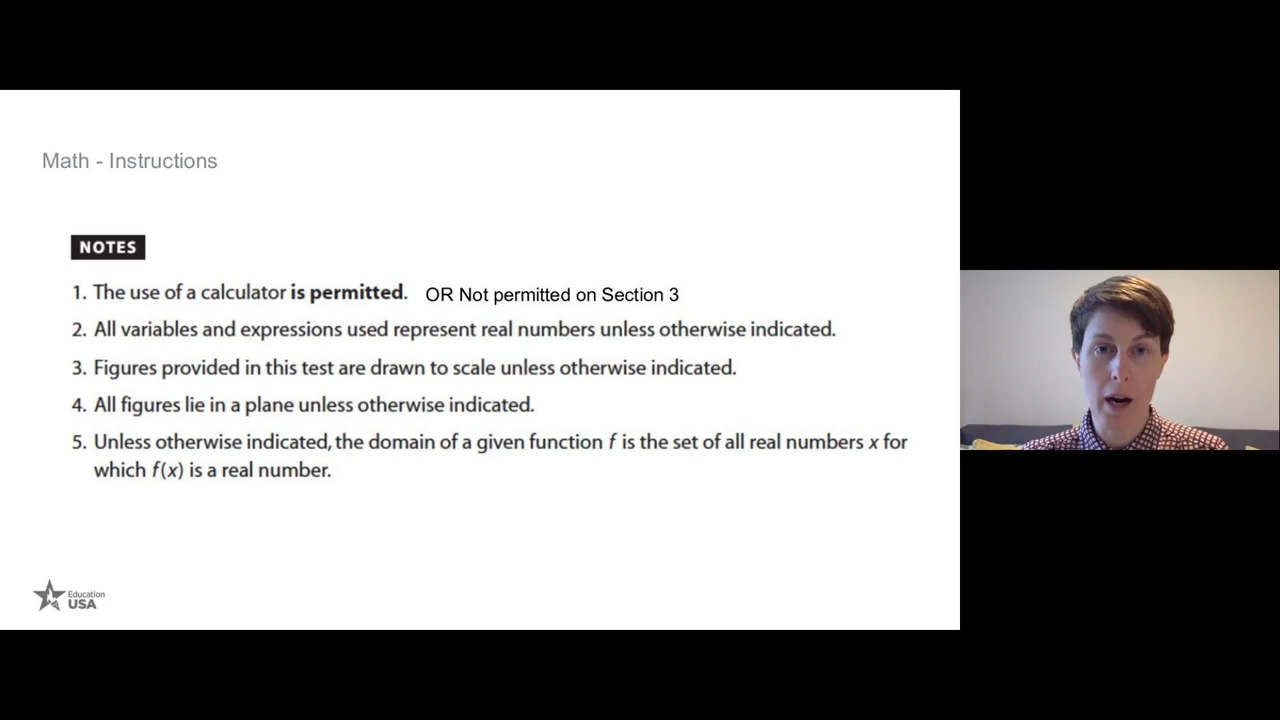 Math - Instructions
NOTES
1. The use of a calculator is permitted. OR Not permitted on Section 3
2. All variables and expressions used represent real numbers unless otherwise indicated.
3. Figures provided in this test are drawn to scale unless otherwise indicated.
4. All figures lie in a plane unless otherwise indicated.
5. Unless otherwise indicated, the domain of a given function f is the set of all real numbers x for
which f(x) is a real number.
Education
USA